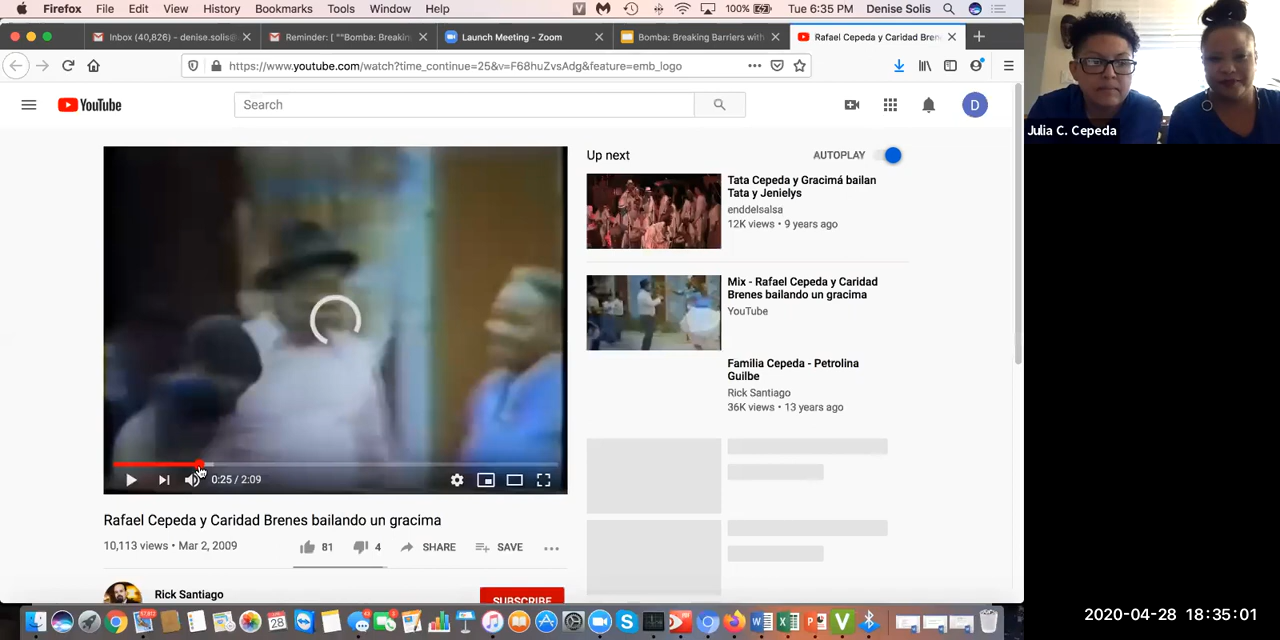 Firefox File Edit View History Bookmarks Tools Window Help 100% Tue 6:35 PM Denise Solis
Inbox (40,826) - denise.solis@
Reminder: [ ""Bomba: Breakin
Launch Meeting - Zoom
Bomba: Breaking Barriers with
Rafael Cepeda y Caridad Bren
https://www.youtube.com/watch?time_continue=25&v=F68huZvsAdg&feature=emb_logo
YouTube
Search
D
Up next
AUTOPLAY
Tata Cepeda y Gracimá bailan
Tata y Jenielys
enddelsalsa
12K views • 9 years ago
Mix - Rafael Cepeda y Caridad
Brenes bailando un gracima
YouTube
Familia Cepeda - Petrolina
Guilbe
Rick Santiago
36K views • 13 years ago
0:25 / 2:09
Rafael Cepeda y Caridad Brenes bailando un gracima
10,113 views • Mar 2, 2009
81
4
SHARE
SAVE
Rick Santiago
SUBSCRIBE
Julia C. Cepeda
2020-04-28 18:35:01